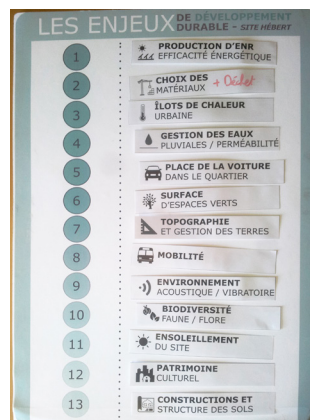 LES ENJEUX DE DÉVELOPPEMENT
DURABLE - SITE HÉBERT
1
PRODUCTION D'ENR
EFFICACITÉ ÉNERGÉTIQUE
2
CHOIX DES
MATÉRIAUX + Déchet
3
ÎLOTS DE CHALEUR
URBAINE
4
GESTION DES EAUX
PLUVIALES / PERMÉABILITÉ
5
PLACE DE LA VOITURE
DANS LE QUARTIER
6
SURFACE
D'ESPACES VERTS
7
TOPOGRAPHIE
ET GESTION DES TERRES
8
MOBILITÉ
9
ENVIRONNEMENT
ACOUSTIQUE / VIBRATOIRE
10
BIODIVERSITÉ
FAUNE / FLORE
11
ENSOLEILLEMENT
DU SITE
12
PATRIMOINE
CULTUREL
13
CONSTRUCTIONS ET
STRUCTURE DES SOLS